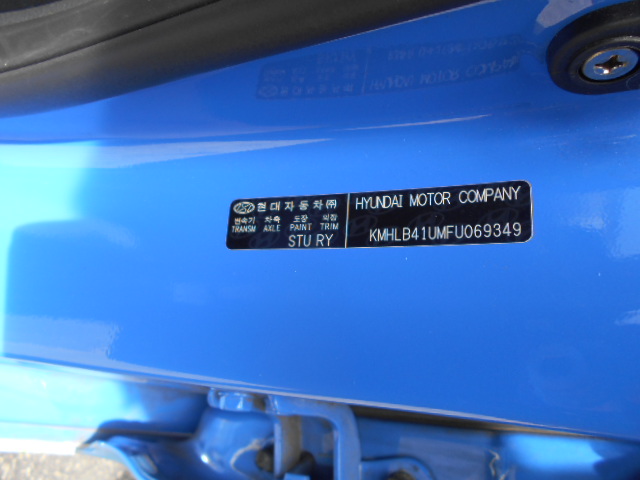 현대자동차㈜
변속기 차축 도장 의장
TRANSM AXLE PAINT TRIM
STU RY
HYUNDAI MOTOR COMPANY
KMHLB41UMFU069349